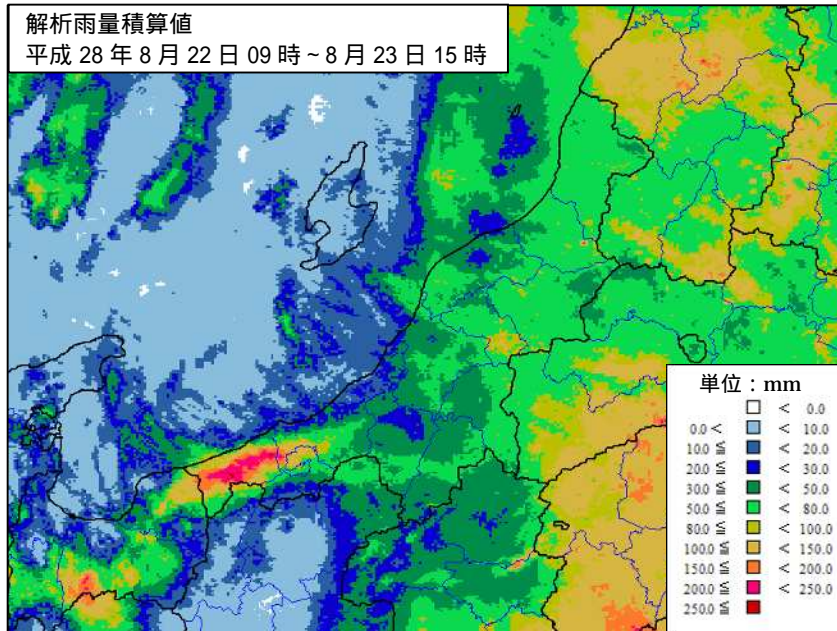 解析雨量積算値
平成 28 年 8 月 22 日 09 時 ~ 8 月 23 日 15 時
単位：mm
< 0.0
0.0 < < 10.0
10.0 ≦ < 20.0
20.0 ≦ < 30.0
30.0 ≦ < 50.0
50.0 ≦ < 80.0
80.0 ≦ < 100.0
100.0 ≦ < 150.0
150.0 ≦ < 200.0
200.0 ≦ < 250.0
250.0 ≦